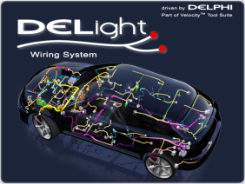 driven by DELPHI
Part of Velocity™ Tool Suite
DELight
Wiring System